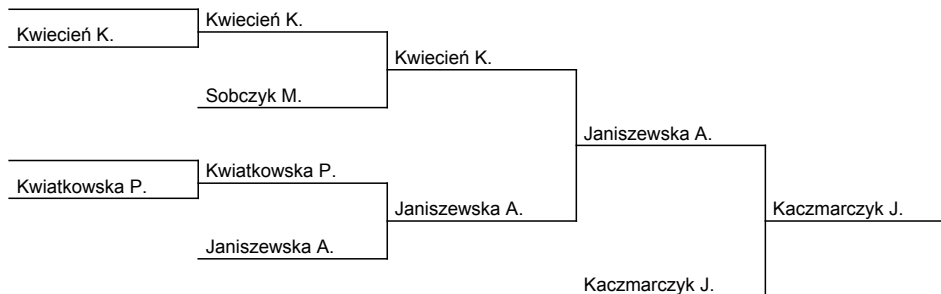 Kwiecień K.
Kwiecień K.
Kwiecień K.
Sobczyk M.
Janiszewska A.
Kwiatkowska P.
Kwiatkowska P.
Janiszewska A.
Kaczmarczyk J.
Janiszewska A.
Kaczmarczyk J.